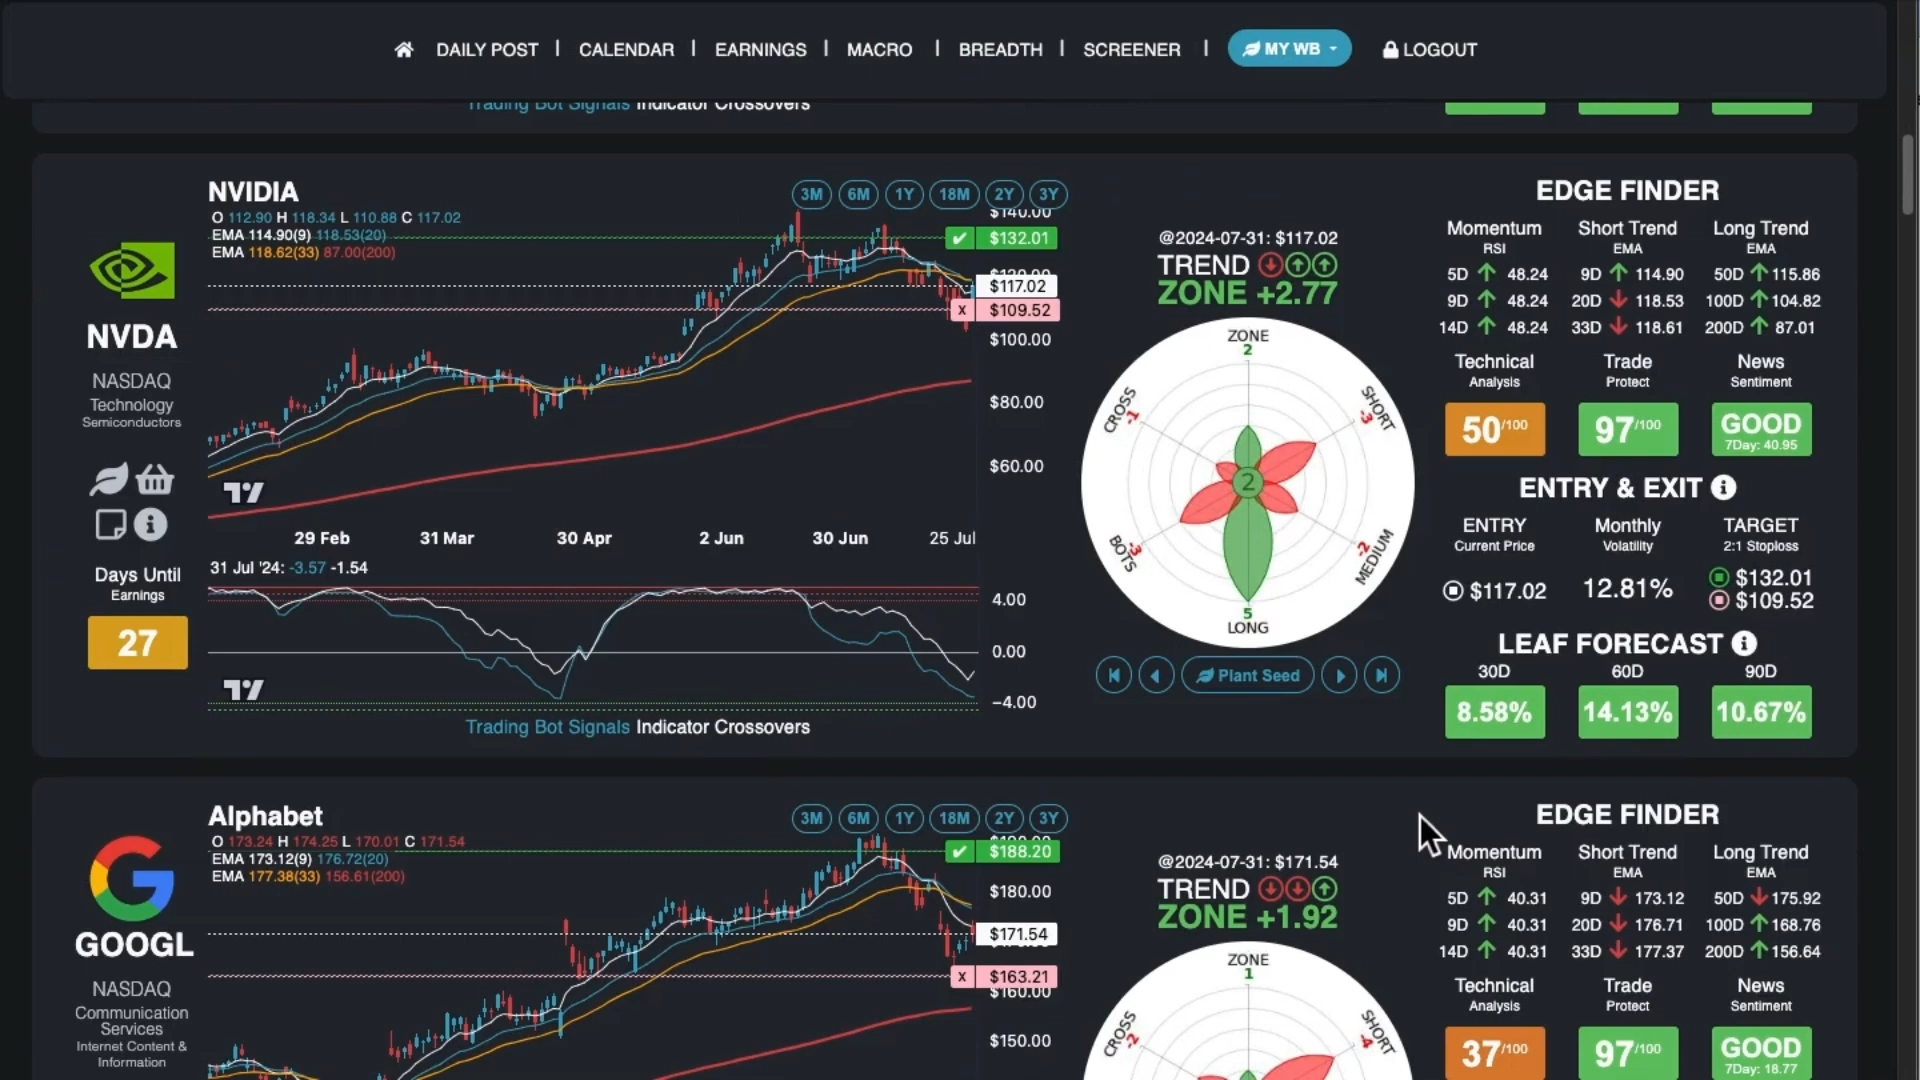 DAILY POST | CALENDAR | EARNINGS | MACRO | BREADTH | SCREENER | MY WB LOGOUT
Trading Bot Signals Indicator Crossovers
NVIDIA
O 112.90 H 118.34 L 110.88 C 117.02
EMA 114.90(9) 118.53(20)
EMA 118.62(33) 87.00(200)
3M 6M 1Y 18M 2Y 3Y
NVDA
NASDAQ
Technology
Semiconductors
Days Until
Earnings
27
$140.00
$132.01
$120.00
$117.02
x $109.52
$100.00
$80.00
$60.00
29 Feb 31 Mar 30 Apr 2 Jun 30 Jun 25 Jul
31 Jul '24: -3.57 -1.54
4.00
0.00
−4.00
Trading Bot Signals Indicator Crossovers
@2024-07-31: $117.02
TREND
ZONE +2.77
ZONE
2
CROSS
-1
SHORT
-3
2
BOTS
-3
MEDIUM
-2
5
LONG
Plant Seed
EDGE FINDER
Momentum Short Trend Long Trend
RSI EMA EMA
5D 48.24 9D 114.90 50D 115.86
9D 48.24 20D 118.53 100D 104.82
14D 48.24 33D 118.61 200D 87.01
Technical Trade News
Analysis Protect Sentiment
50/100 97/100 GOOD
7Day: 40.95
ENTRY & EXIT
ENTRY Monthly TARGET
Current Price Volatility 2:1 Stoploss
$117.02 12.81% $132.01
$109.52
LEAF FORECAST
30D 60D 90D
8.58% 14.13% 10.67%
Alphabet
O 173.24 H 174.25 L 170.01 C 171.54
EMA 173.12(9) 176.72(20)
EMA 177.38(33) 156.61(200)
3M 6M 1Y 18M 2Y 3Y
GOOGL
NASDAQ
Communication
Services
Internet Content &
Information
$188.20
$180.00
$171.54
x $163.21
$160.00
$150.00
@2024-07-31: $171.54
TREND
ZONE +1.92
ZONE
1
CROSS
-2
SHORT
-4
EDGE FINDER
Momentum Short Trend Long Trend
RSI EMA EMA
5D 40.31 9D 173.12 50D 175.92
9D 40.31 20D 176.71 100D 168.76
14D 40.31 33D 177.37 200D 156.64
Technical Trade News
Analysis Protect Sentiment
37/100 97/100 GOOD
7Day: 18.77